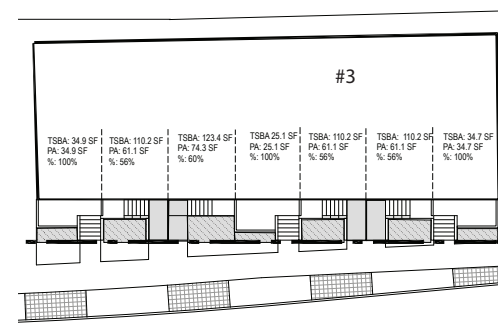 #3
TSBA: 34.9 SF
PA: 34.9 SF
%: 100%
TSBA: 110.2 SF
PA: 61.1 SF
%: 56%
TSBA: 123.4 SF
PA: 74.3 SF
%: 60%
TSBA 25.1 SF
PA: 25.1 SF
%: 100%
TSBA: 110.2 SF
PA: 61.1 SF
%: 56%
TSBA: 110.2 SF
PA: 61.1 SF
%: 56%
TSBA: 34.7 SF
PA: 34.7 SF
%: 100%